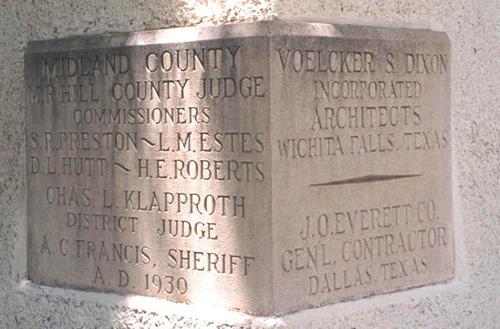 MIDLAND COUNTY
M.R. HILL COUNTY JUDGE
COMMISSIONERS
S.R. PRESTON ~ L.M. ESTES
D.L. HUTT ~ H.E. ROBERTS
CHAS. L. KLAPPROTH
DISTRICT JUDGE
A.C. FRANCIS, SHERIFF
A.D. 1930
VOELCKER & DIXON
INCORPORATED
ARCHITECTS
WICHITA FALLS, TEXAS
J.O. EVERETT CO.
GEN'L. CONTRACTOR
DALLAS, TEXAS